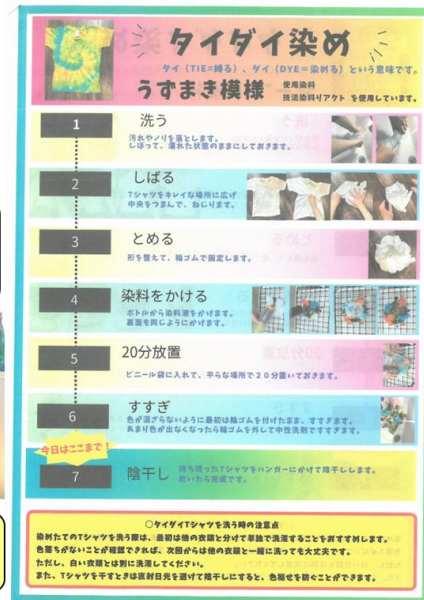 タイダイ染め
タイ（TIE=縛る）、ダイ（DYE=染める）という意味です。
うずまき模様
使用染料
技法染料リアクト を使用しています。
1
洗う
汚れやノリを落とします。
しぼって、濡れた状態のままにしておきます。
2
しばる
Tシャツをキレイな場所に広げ
中央をつまんで、ねじります。
3
とめる
形を整えて、輪ゴムで固定します。
4
染料をかける
ボトルから染料液をかけます。
裏面も同じようにかけます。
5
20分放置
ビニール袋に入れて、平らな場所で20分置いておきます。
6
すすぎ
色が混ざらないように最初は輪ゴムを付けたまま、すすぎます。
あまり色が出なくなったら輪ゴムを外して中性洗剤ですすぎます。
今日はここまで！
7
陰干し
持ち帰ったTシャツをハンガーにかけて陰干しします。
乾いたら完成です。
○タイダイTシャツを洗う時の注意点
染めたてのTシャツを洗う際は、最初は他の衣類と分けて単独で洗濯することをおすすめします。
色落ちがないことが確認できれば、次回からは他の衣類と一緒に洗っても大丈夫です。
ただし、白い衣類とは別に洗濯してください。
また、Tシャツを干すときは直射日光を避けて陰干しにすると、色褪せを防ぐことができます。